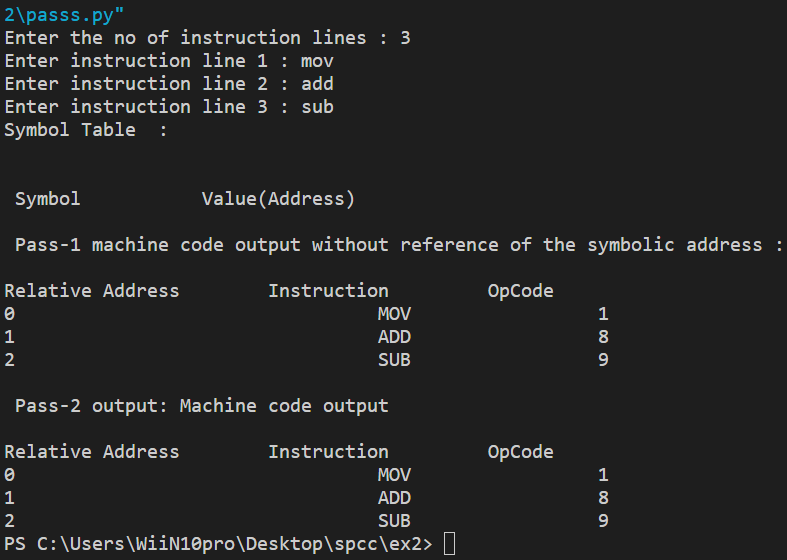 2\passs.py"
Enter the no of instruction lines : 3
Enter instruction line 1 : mov
Enter instruction line 2 : add
Enter instruction line 3 : sub
Symbol Table  :
Symbol           Value(Address)
Pass-1 machine code output without reference of the symbolic address :
Relative Address        Instruction         OpCode
0                                 MOV                 1
1                                 ADD                 8
2                                 SUB                 9
Pass-2 output: Machine code output
Relative Address        Instruction         OpCode
0                                 MOV                 1
1                                 ADD                 8
2                                 SUB                 9
PS C:\Users\WiiN10pro\Desktop\spcc\ex2>